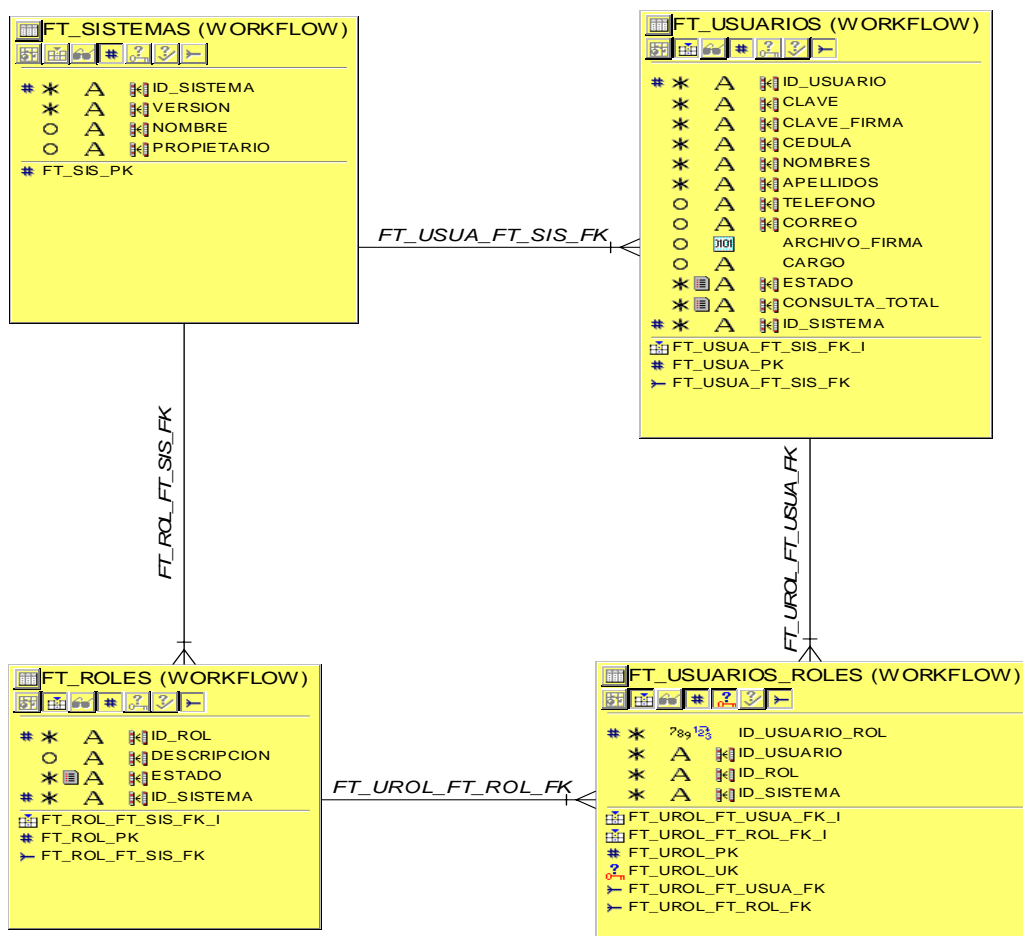 FT_SISTEMAS (WORKFLOW)
# * A ID_SISTEMA
* A VERSION
O A NOMBRE
O A PROPIETARIO
# FT_SIS_PK
FT_USUARIOS (WORKFLOW)
# * A ID_USUARIO
* A CLAVE
* A CLAVE_FIRMA
* A CEDULA
* A NOMBRES
* A APELLIDOS
O A TELEFONO
O A CORREO
O ARCHIVO_FIRMA
O A CARGO
* A ESTADO
* A CONSULTA_TOTAL
# * A ID_SISTEMA
FT_USUA_FT_SIS_FK_I
# FT_USUA_PK
FT_USUA_FT_SIS_FK
FT_USUA_FT_SIS_FK
FT_ROL_FT_SIS_FK
FT_UROL_FT_USUA_FK
FT_ROLES (WORKFLOW)
# * A ID_ROL
O A DESCRIPCION
* A ESTADO
# * A ID_SISTEMA
FT_ROL_FT_SIS_FK_I
# FT_ROL_PK
FT_ROL_FT_SIS_FK
FT_UROL_FT_ROL_FK
FT_USUARIOS_ROLES (WORKFLOW)
# * 789 123 ID_USUARIO_ROL
* A ID_USUARIO
* A ID_ROL
* A ID_SISTEMA
FT_UROL_FT_USUA_FK_I
FT_UROL_FT_ROL_FK_I
# FT_UROL_PK
FT_UROL_UK
FT_UROL_FT_USUA_FK
FT_UROL_FT_ROL_FK